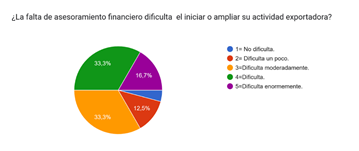 ¿La falta de asesoramiento financiero dificulta el iniciar o ampliar su actividad exportadora?
1= No dificulta.
2= Dificulta un poco.
3=Dificulta moderadamente.
4=Dificulta.
5=Dificulta enormemente.
33,3%
16,7%
12,5%
33,3%